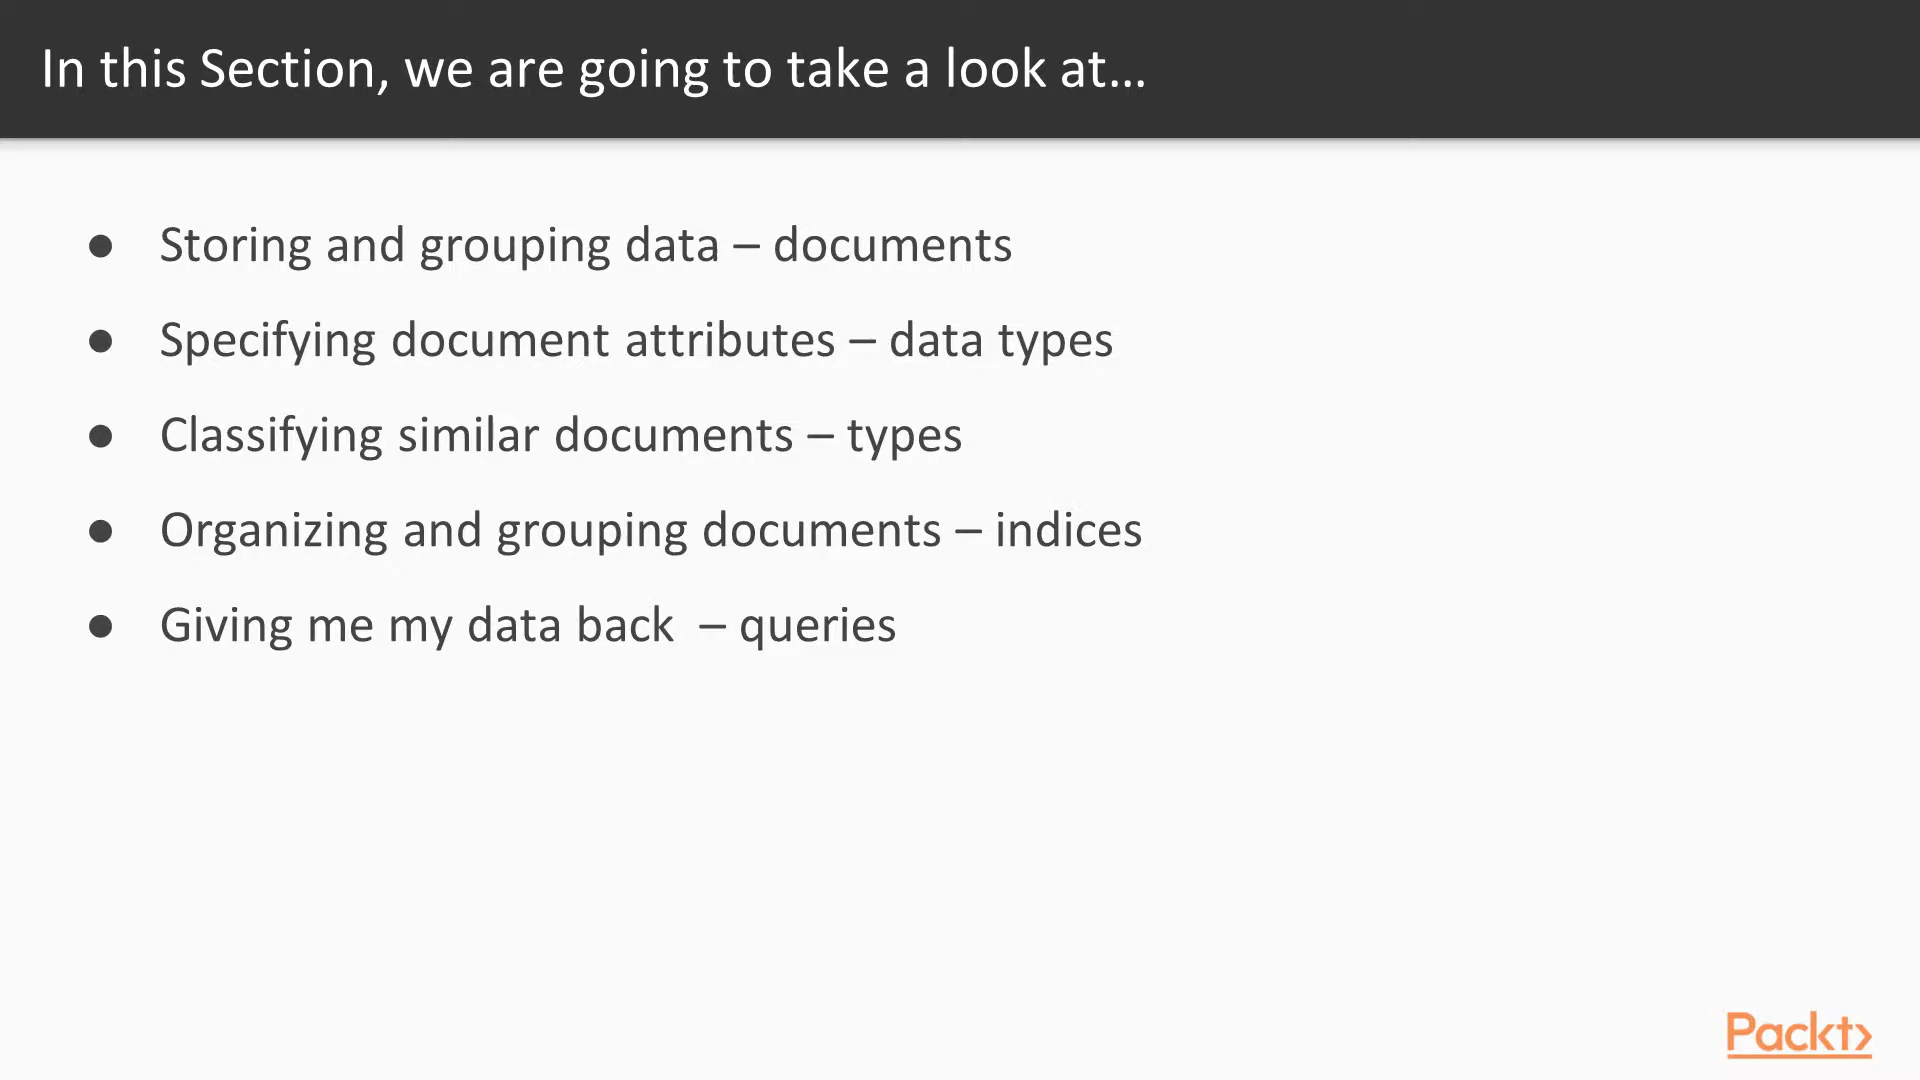 In this Section, we are going to take a look at...
● Storing and grouping data – documents
● Specifying document attributes – data types
● Classifying similar documents – types
● Organizing and grouping documents – indices
● Giving me my data back  – queries
Packt>